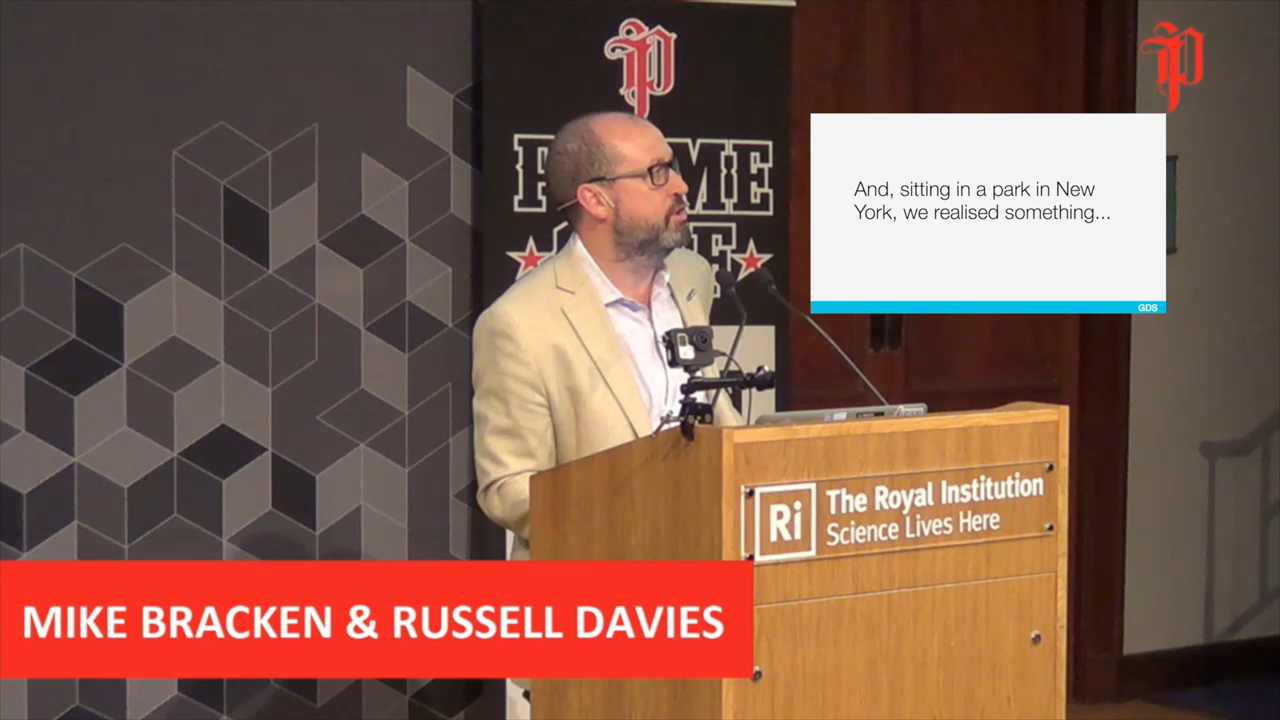 And, sitting in a park in New
York, we realised something...
GDS
Ri
The Royal Institution
Science Lives Here
MIKE BRACKEN & RUSSELL DAVIES